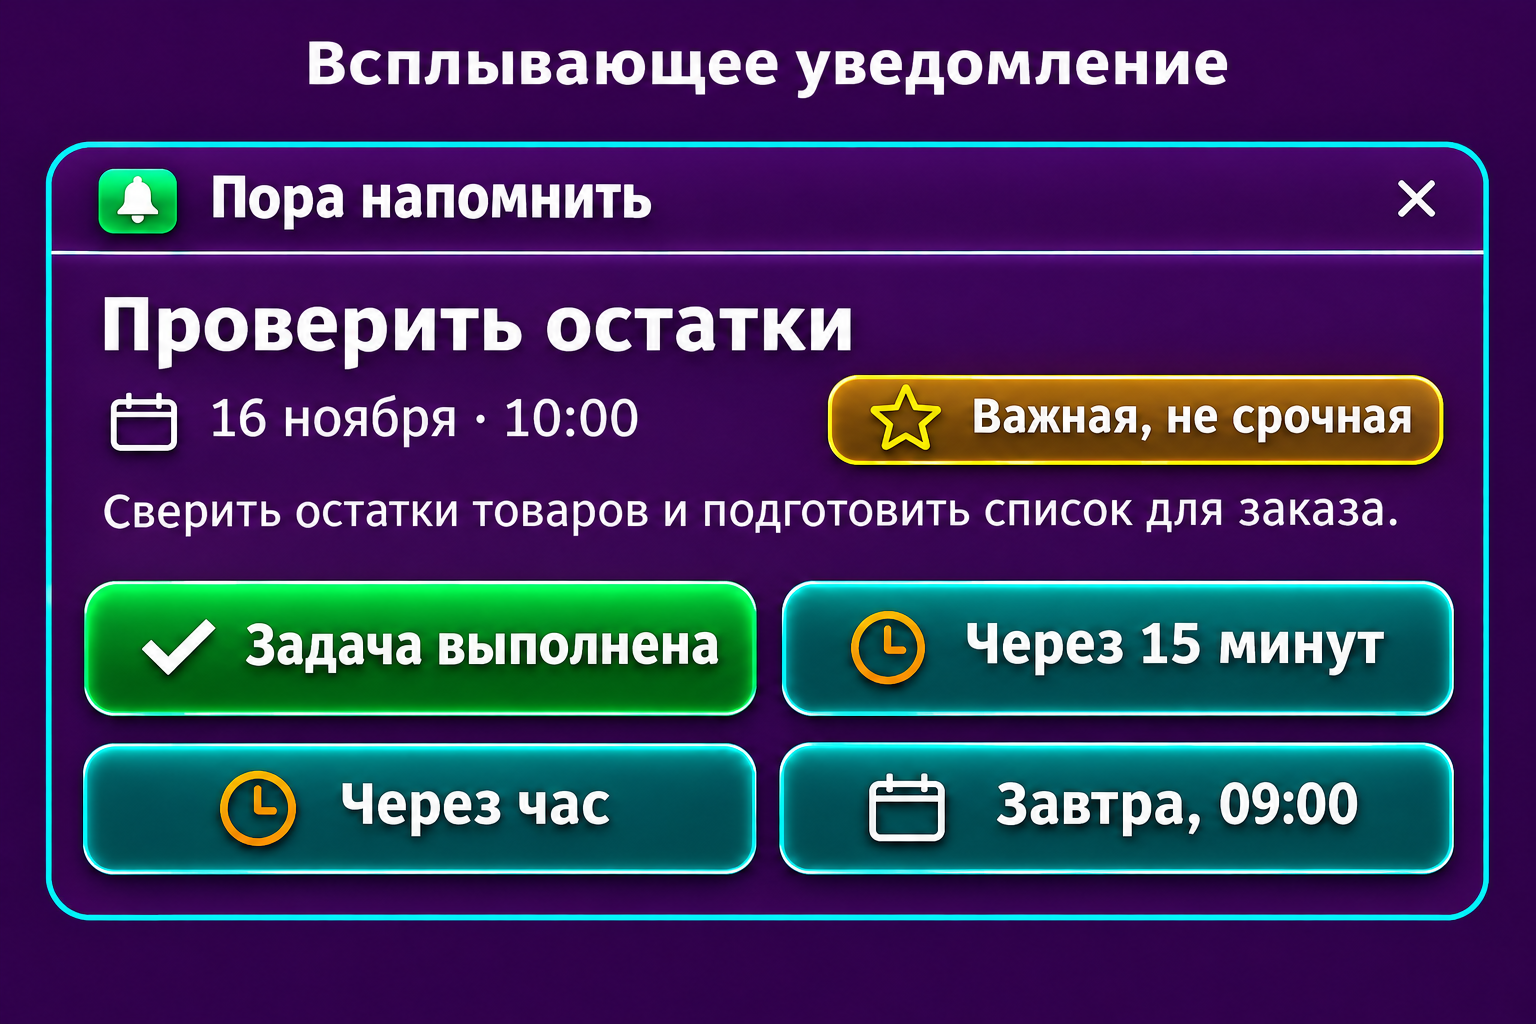 Всплывающее уведомление
Пора напомнить
Проверить остатки
16 ноября · 10:00
Важная, не срочная
Сверить остатки товаров и подготовить список для заказа.
Задача выполнена
Через 15 минут
Через час
Завтра, 09:00